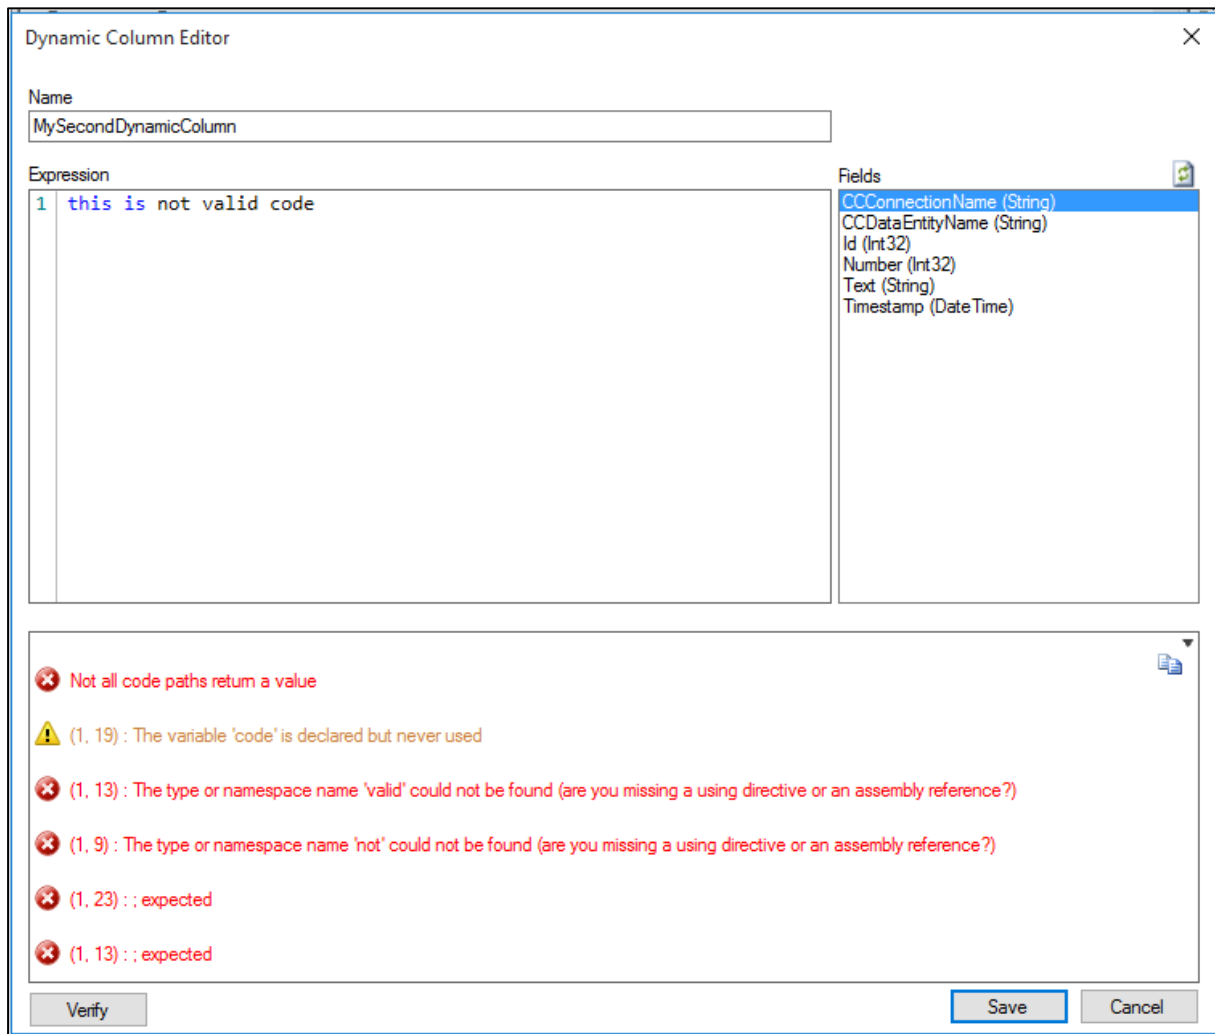 Dynamic Column Editor
Name
MySecondDynamicColumn
Expression
1 this is not valid code
Fields
CCConnectionName (String)
CCDataEntityName (String)
Id (Int32)
Number (Int32)
Text (String)
Timestamp (DateTime)
Not all code paths return a value
(1, 19) : The variable 'code' is declared but never used
(1, 13) : The type or namespace name 'valid' could not be found (are you missing a using directive or an assembly reference?)
(1, 9) : The type or namespace name 'not' could not be found (are you missing a using directive or an assembly reference?)
(1, 23) : ; expected
(1, 13) : ; expected
Verify
Save
Cancel